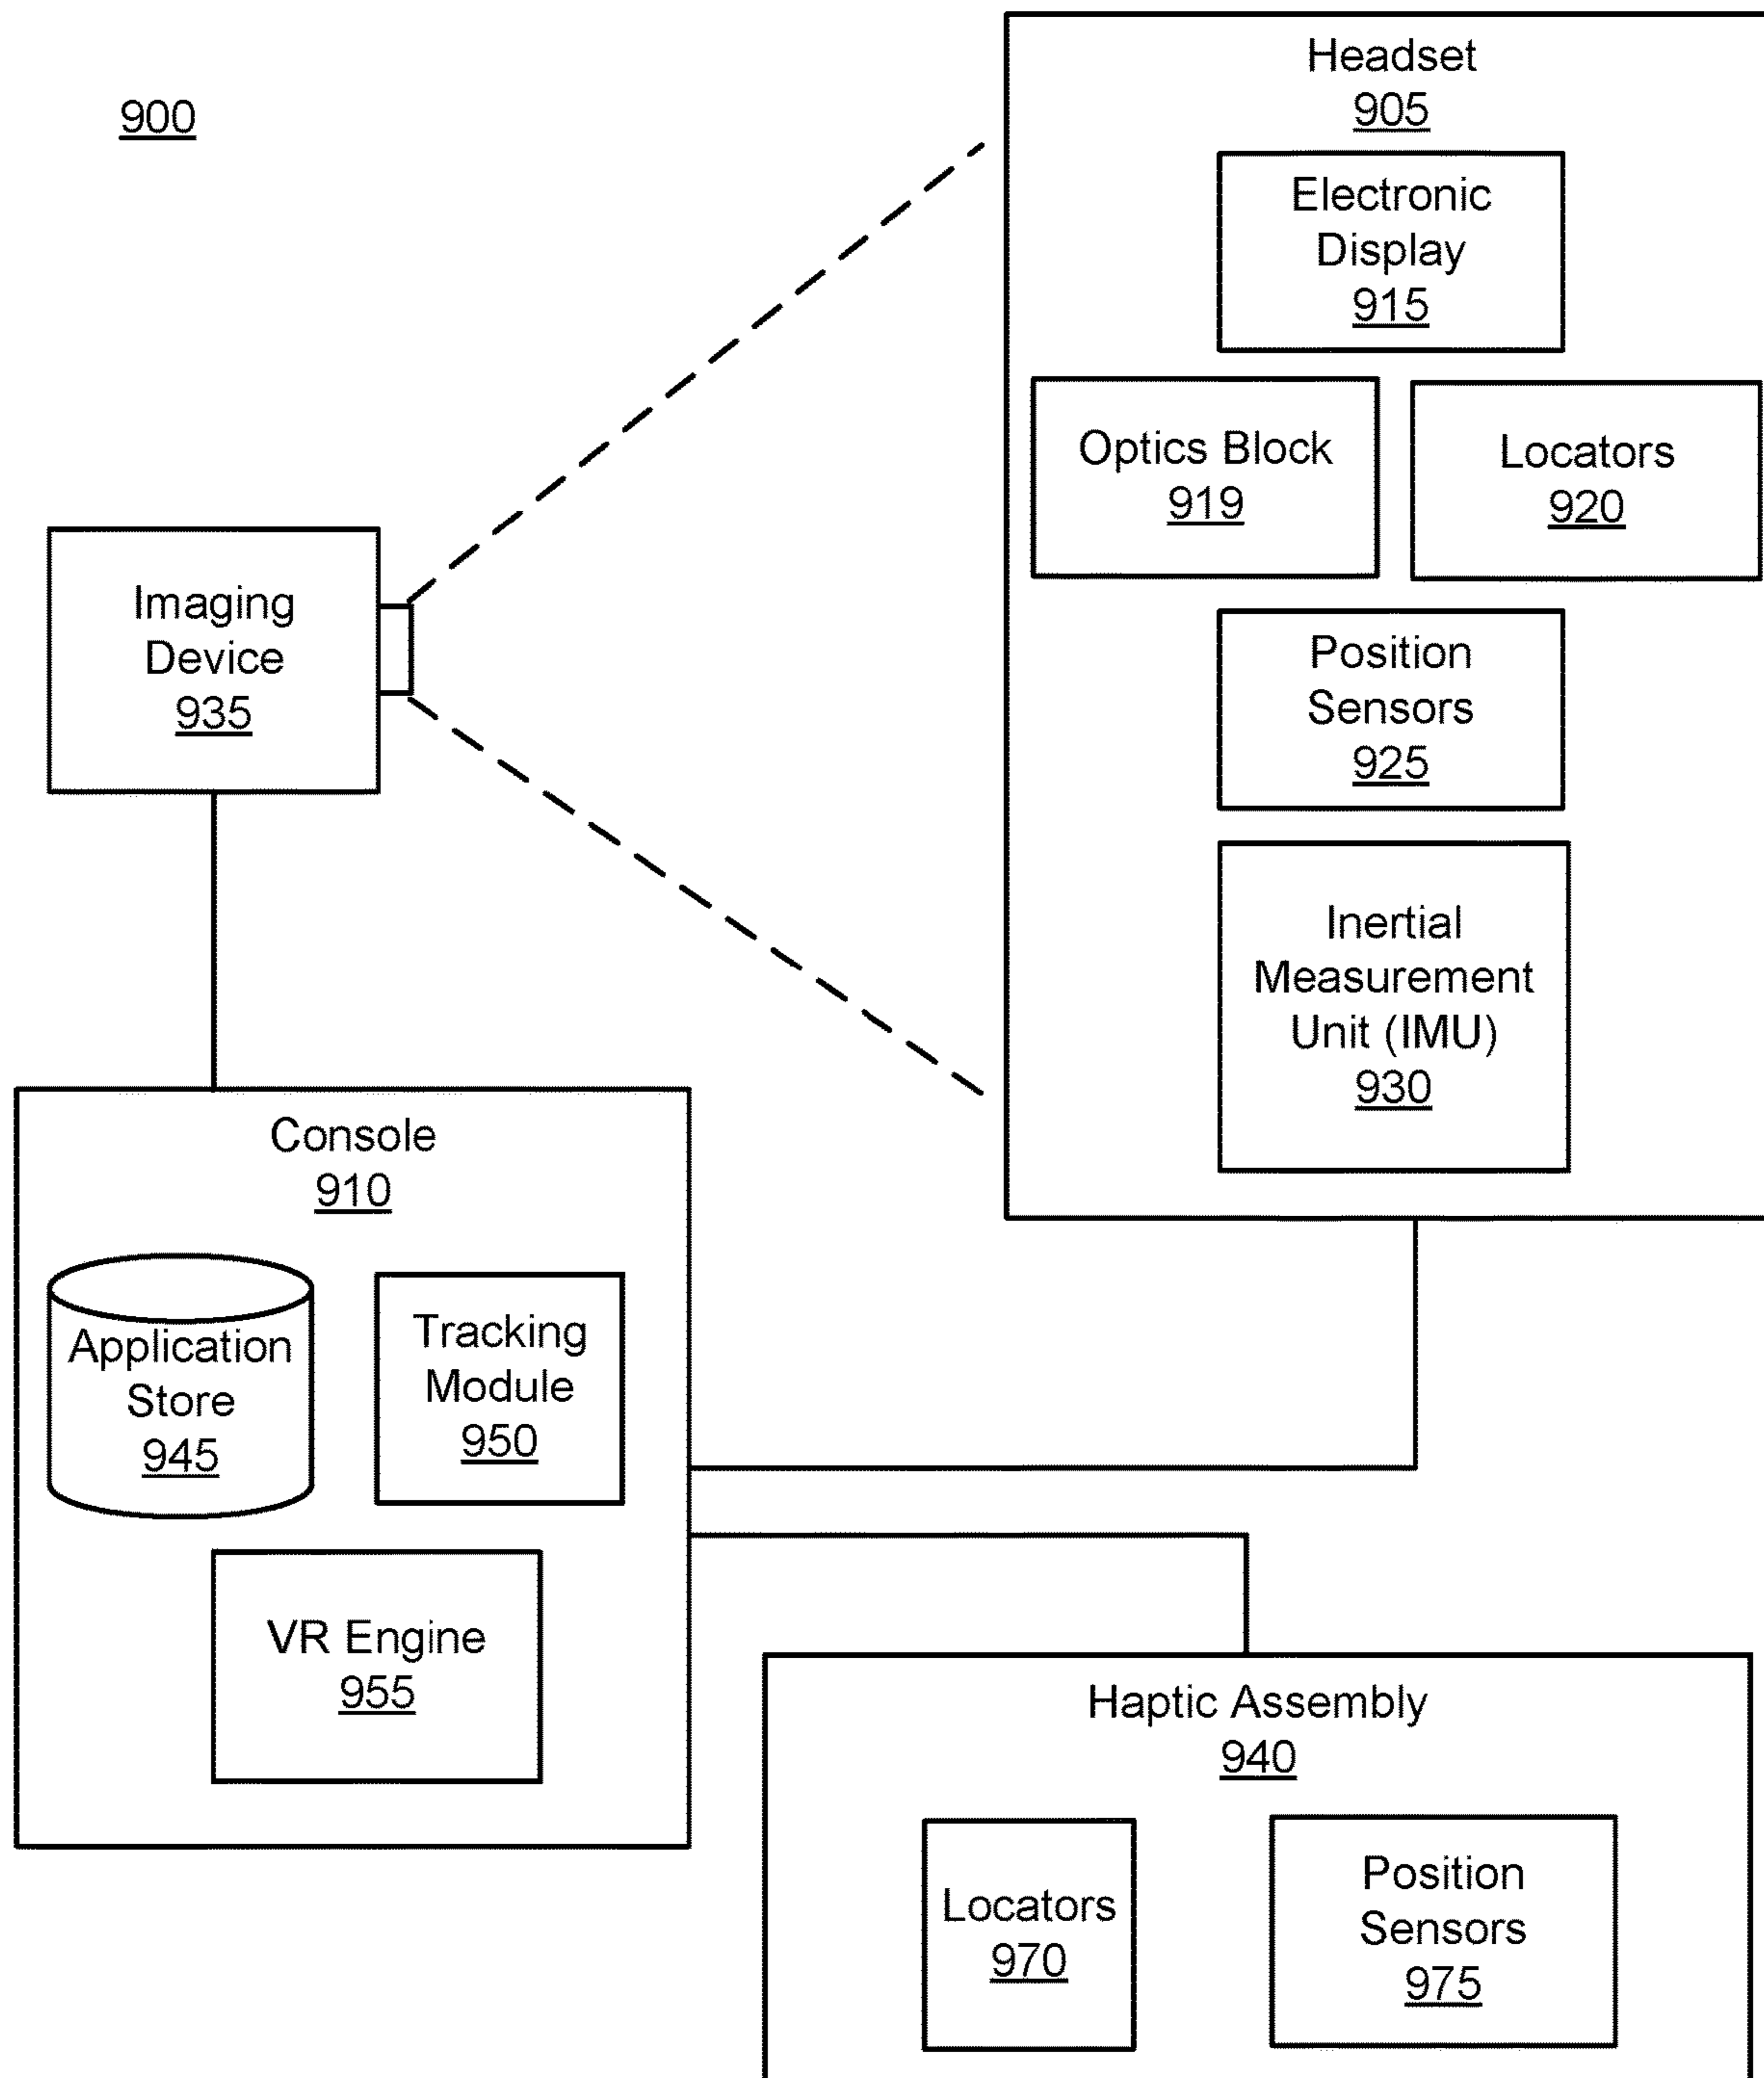 900
Headset
905
Electronic
Display
915
Optics Block
919
Locators
920
Position
Sensors
925
Inertial
Measurement
Unit (IMU)
930
Imaging
Device
935
Console
910
Application
Store
945
Tracking
Module
950
VR Engine
955
Haptic Assembly
940
Locators
970
Position
Sensors
975